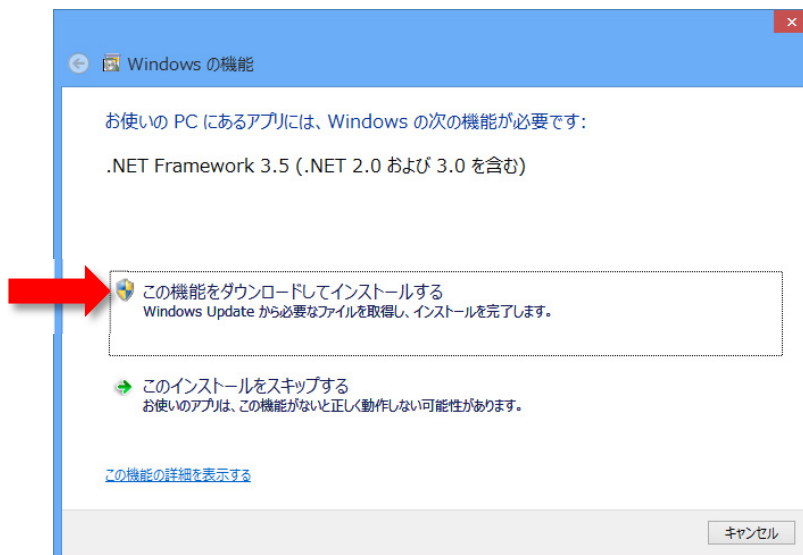 Windows の機能
お使いの PC にあるアプリには、Windows の次の機能が必要です:
.NET Framework 3.5 (.NET 2.0 および 3.0 を含む)
この機能をダウンロードしてインストールする
Windows Update から必要なファイルを取得し、インストールを完了します。
このインストールをスキップする
お使いのアプリは、この機能がないと正しく動作しない可能性があります。
この機能の詳細を表示する
キャンセル